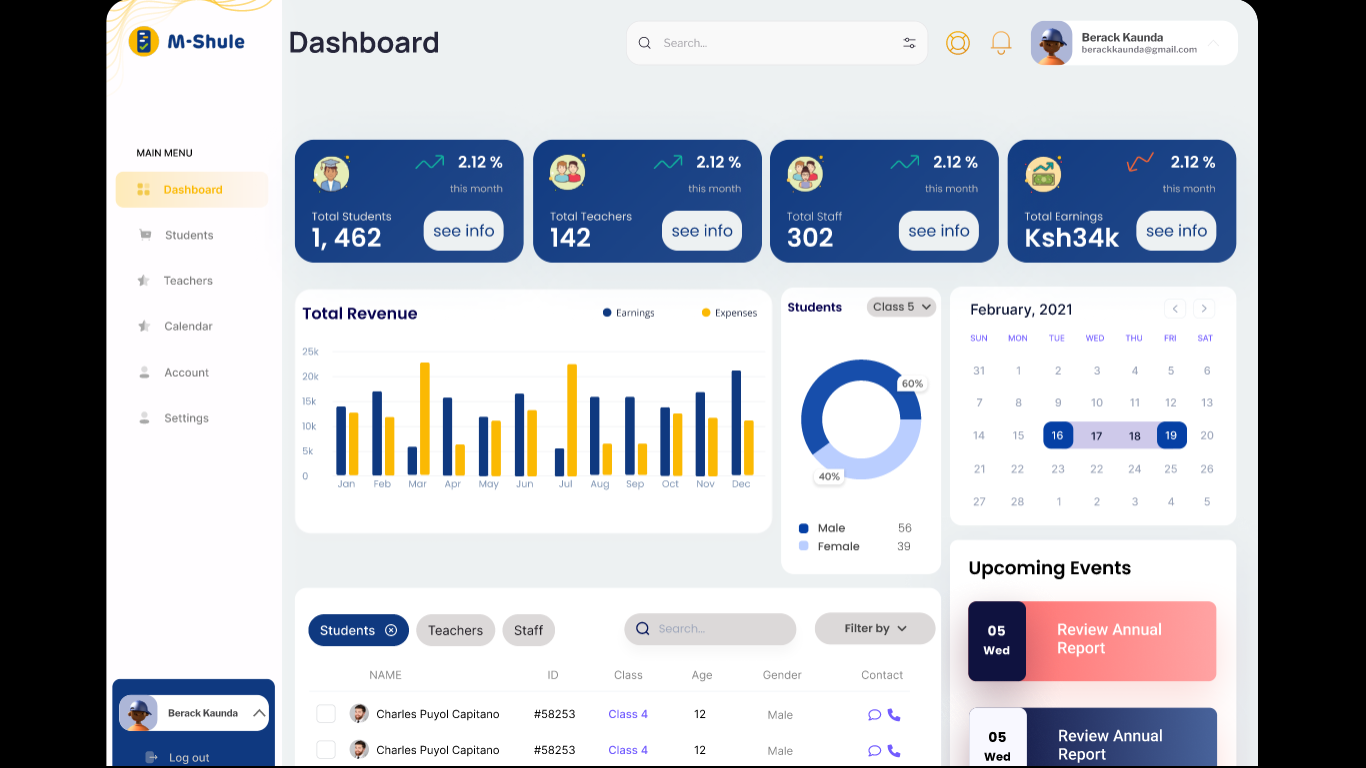 M-Shule
Dashboard
Search...
Berack Kaunda
berackkaunda@gmail.com
MAIN MENU
Dashboard
Students
Teachers
Calendar
Account
Settings
Berack Kaunda
Log out
2.12 %
this month
Total Students
1, 462
see info
2.12 %
this month
Total Teachers
142
see info
2.12 %
this month
Total Staff
302
see info
2.12 %
this month
Total Earnings
Ksh34k
see info
Total Revenue
Earnings
Expenses
25k
20k
15k
10k
5k
0
Jan Feb Mar Apr May Jun Jul Aug Sep Oct Nov Dec
Students
Class 5
60%
40%
Male 56
Female 39
February, 2021
SUN MON TUE WED THU FRI SAT
31 1 2 3 4 5 6
7 8 9 10 11 12 13
14 15 16 17 18 19 20
21 22 23 22 24 25 26
27 28 1 2 3 4 5
Upcoming Events
05
Wed
Review Annual
Report
05
Wed
Review Annual
Report
Students
Teachers
Staff
Search...
Filter by
NAME ID Class Age Gender Contact
Charles Puyol Capitano #58253 Class 4 12 Male
Charles Puyol Capitano #58253 Class 4 12 Male